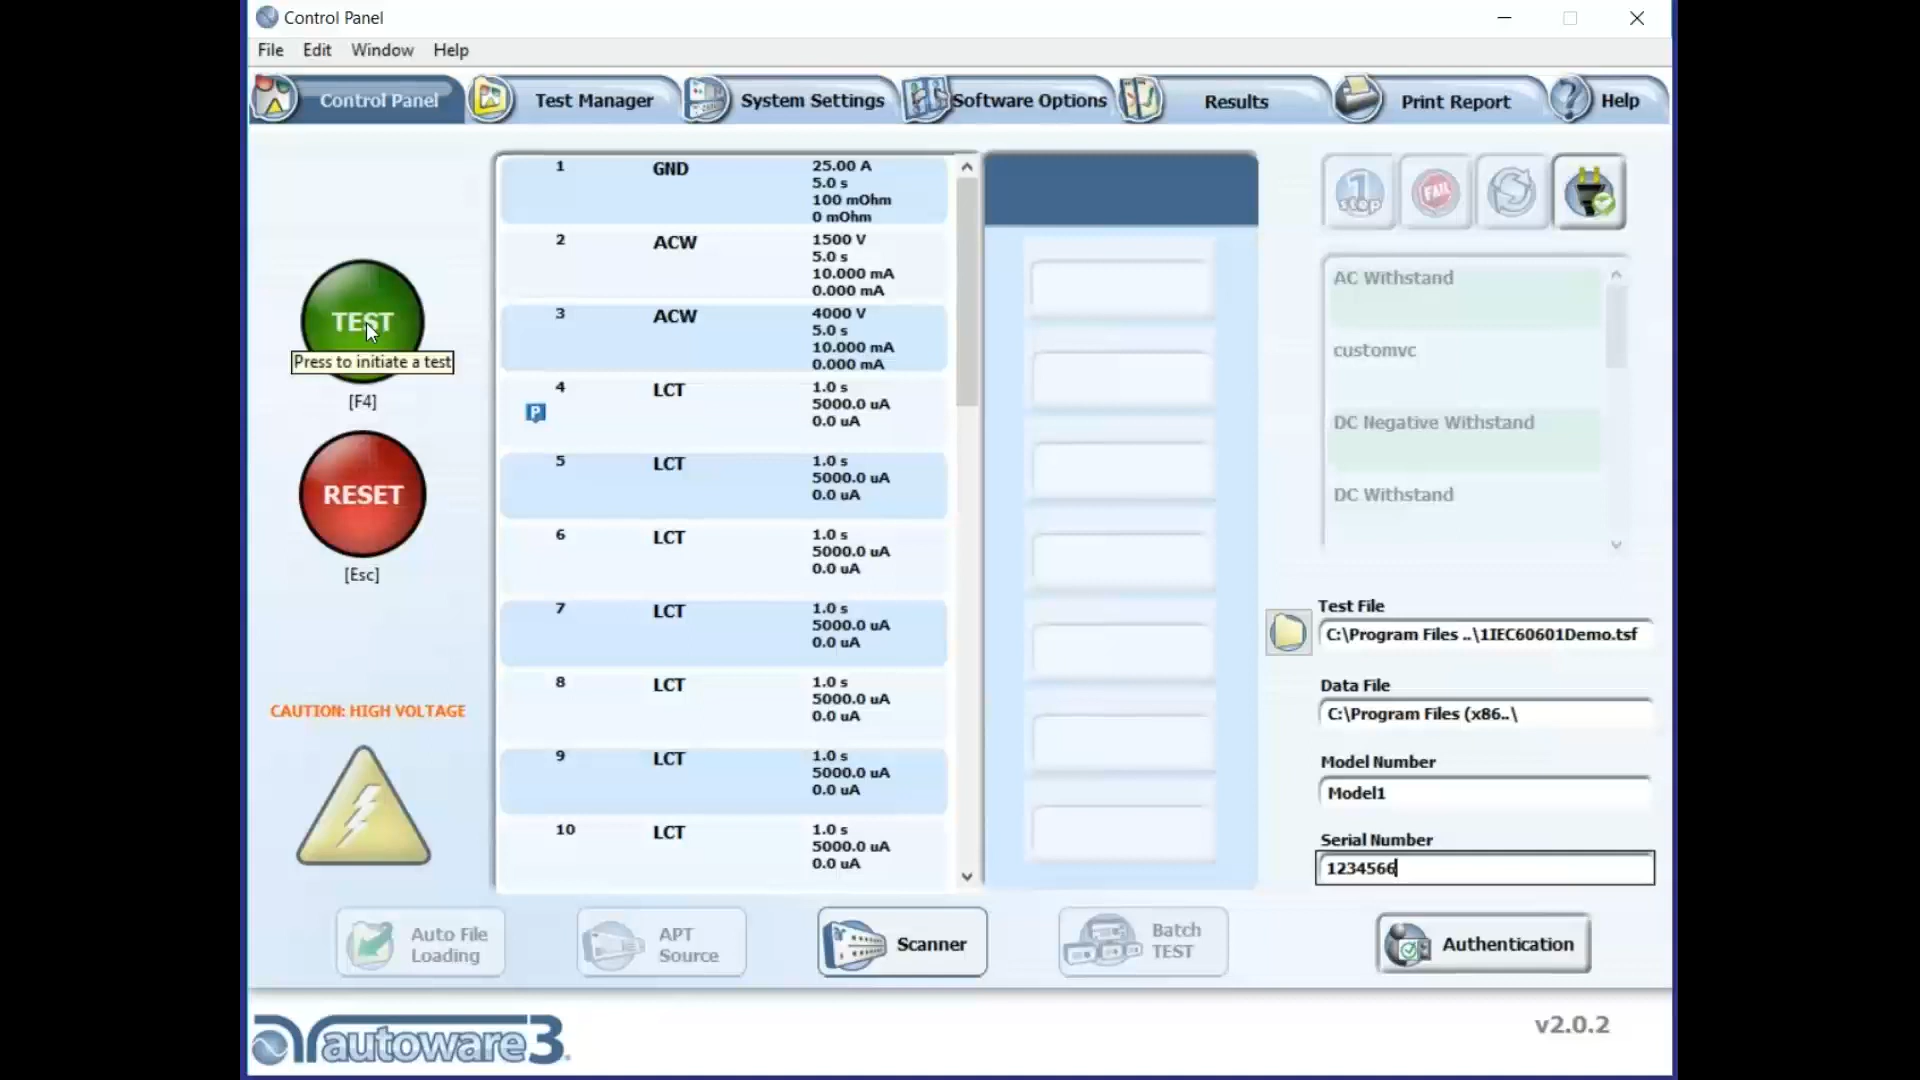 Control Panel
File Edit Window Help
Control Panel Test Manager System Settings Software Options Results Print Report Help
TEST
Press to initiate a test
[F4]
RESET
[Esc]
CAUTION: HIGH VOLTAGE
1 GND 25.00 A
5.0 s
100 mOhm
0 mOhm
2 ACW 1500 V
5.0 s
10.000 mA
0.000 mA
3 ACW 4000 V
5.0 s
10.000 mA
0.000 mA
4 LCT 1.0 s
P 5000.0 uA
0.0 uA
5 LCT 1.0 s
5000.0 uA
0.0 uA
6 LCT 1.0 s
5000.0 uA
0.0 uA
7 LCT 1.0 s
5000.0 uA
0.0 uA
8 LCT 1.0 s
5000.0 uA
0.0 uA
9 LCT 1.0 s
5000.0 uA
0.0 uA
10 LCT 1.0 s
5000.0 uA
0.0 uA
1 FAIL
stop
AC Withstand
customvc
DC Negative Withstand
DC Withstand
Test File
C:\Program Files ..\1IEC60601Demo.tsf
Data File
C:\Program Files (x86..\
Model Number
Model1
Serial Number
1234566
Auto File
Loading
APT
Source
Scanner
Batch
TEST
Authentication
autoware3
v2.0.2